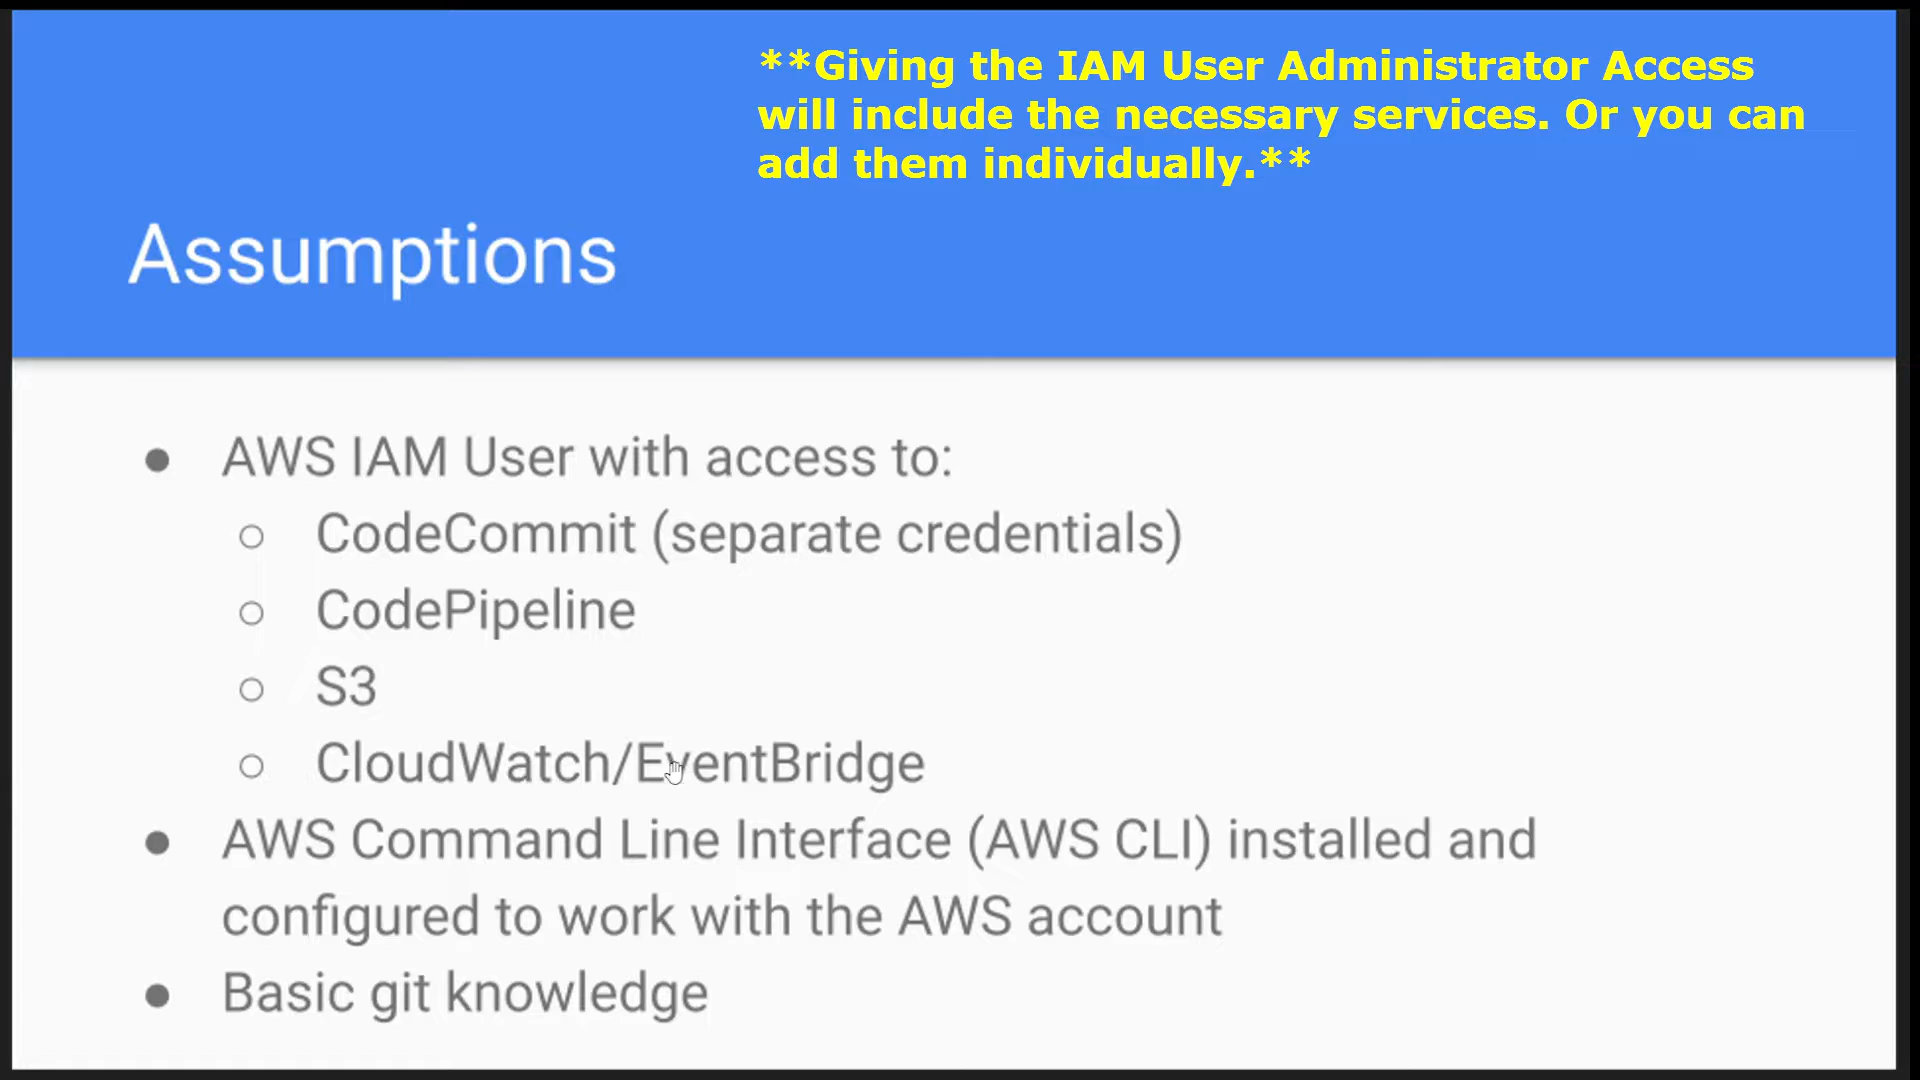 **Giving the IAM User Administrator Access
will include the necessary services. Or you can
add them individually.**
Assumptions
● AWS IAM User with access to:
○ CodeCommit (separate credentials)
○ CodePipeline
○ S3
○ CloudWatch/EventBridge
● AWS Command Line Interface (AWS CLI) installed and
configured to work with the AWS account
● Basic git knowledge